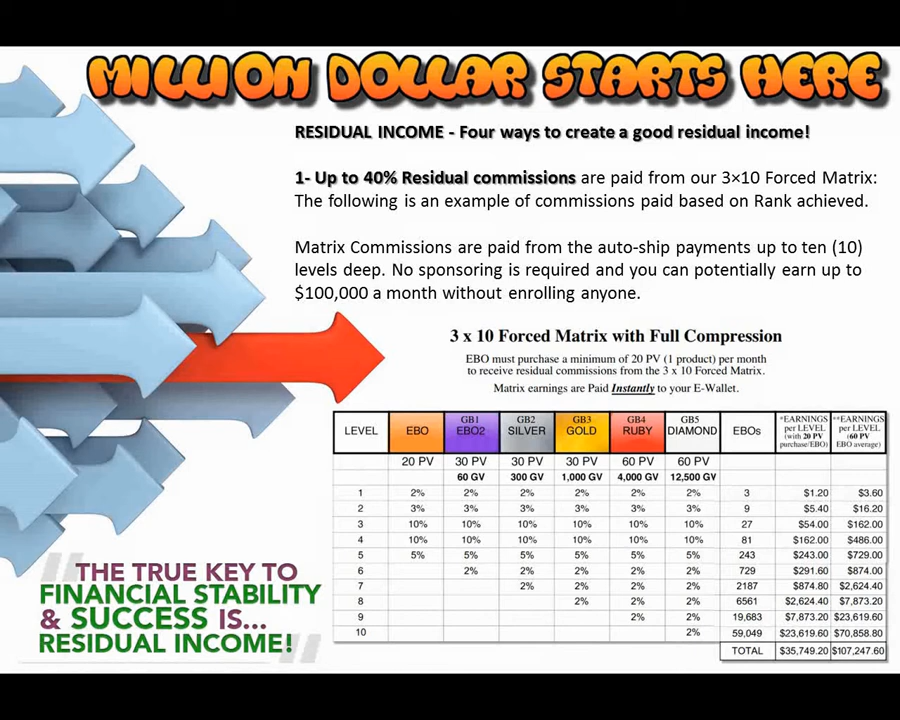 MILLION DOLLAR STARTS HERE
RESIDUAL INCOME - Four ways to create a good residual income!
1- Up to 40% Residual commissions are paid from our 3×10 Forced Matrix:
The following is an example of commissions paid based on Rank achieved.
Matrix Commissions are paid from the auto-ship payments up to ten (10)
levels deep. No sponsoring is required and you can potentially earn up to
$100,000 a month without enrolling anyone.
3 x 10 Forced Matrix with Full Compression
EBO must purchase a minimum of 20 PV (1 product) per month
to receive residual commissions from the 3 x 10 Forced Matrix.
Matrix earnings are Paid Instantly to your E-Wallet.
LEVEL EBO GB1 EBO2 GB2 SILVER GB3 GOLD GB4 RUBY GB5 DIAMOND EBOs *EARNINGS per LEVEL (with 20 PV purchase/EBO) **EARNINGS per LEVEL (60 PV EBO average)
20 PV 30 PV 30 PV 30 PV 60 PV 60 PV
60 GV 300 GV 1,000 GV 4,000 GV 12,500 GV
1 2% 2% 2% 2% 2% 2% 3 $1.20 $3.60
2 3% 3% 3% 3% 3% 3% 9 $5.40 $16.20
3 10% 10% 10% 10% 10% 10% 27 $54.00 $162.00
4 10% 10% 10% 10% 10% 10% 81 $162.00 $486.00
5 5% 5% 5% 5% 5% 5% 243 $243.00 $729.00
6 2% 2% 2% 2% 2% 729 $291.60 $874.00
7 2% 2% 2% 2% 2187 $874.80 $2,624.40
8 2% 2% 2% 6561 $2,624.40 $7,873.20
9 2% 2% 19,683 $7,873.20 $23,619.60
10 2% 59,049 $23,619.60 $70,858.80
TOTAL $35,749.20 $107,247.60
"THE TRUE KEY TO
FINANCIAL STABILITY
& SUCCESS IS...
RESIDUAL INCOME!"